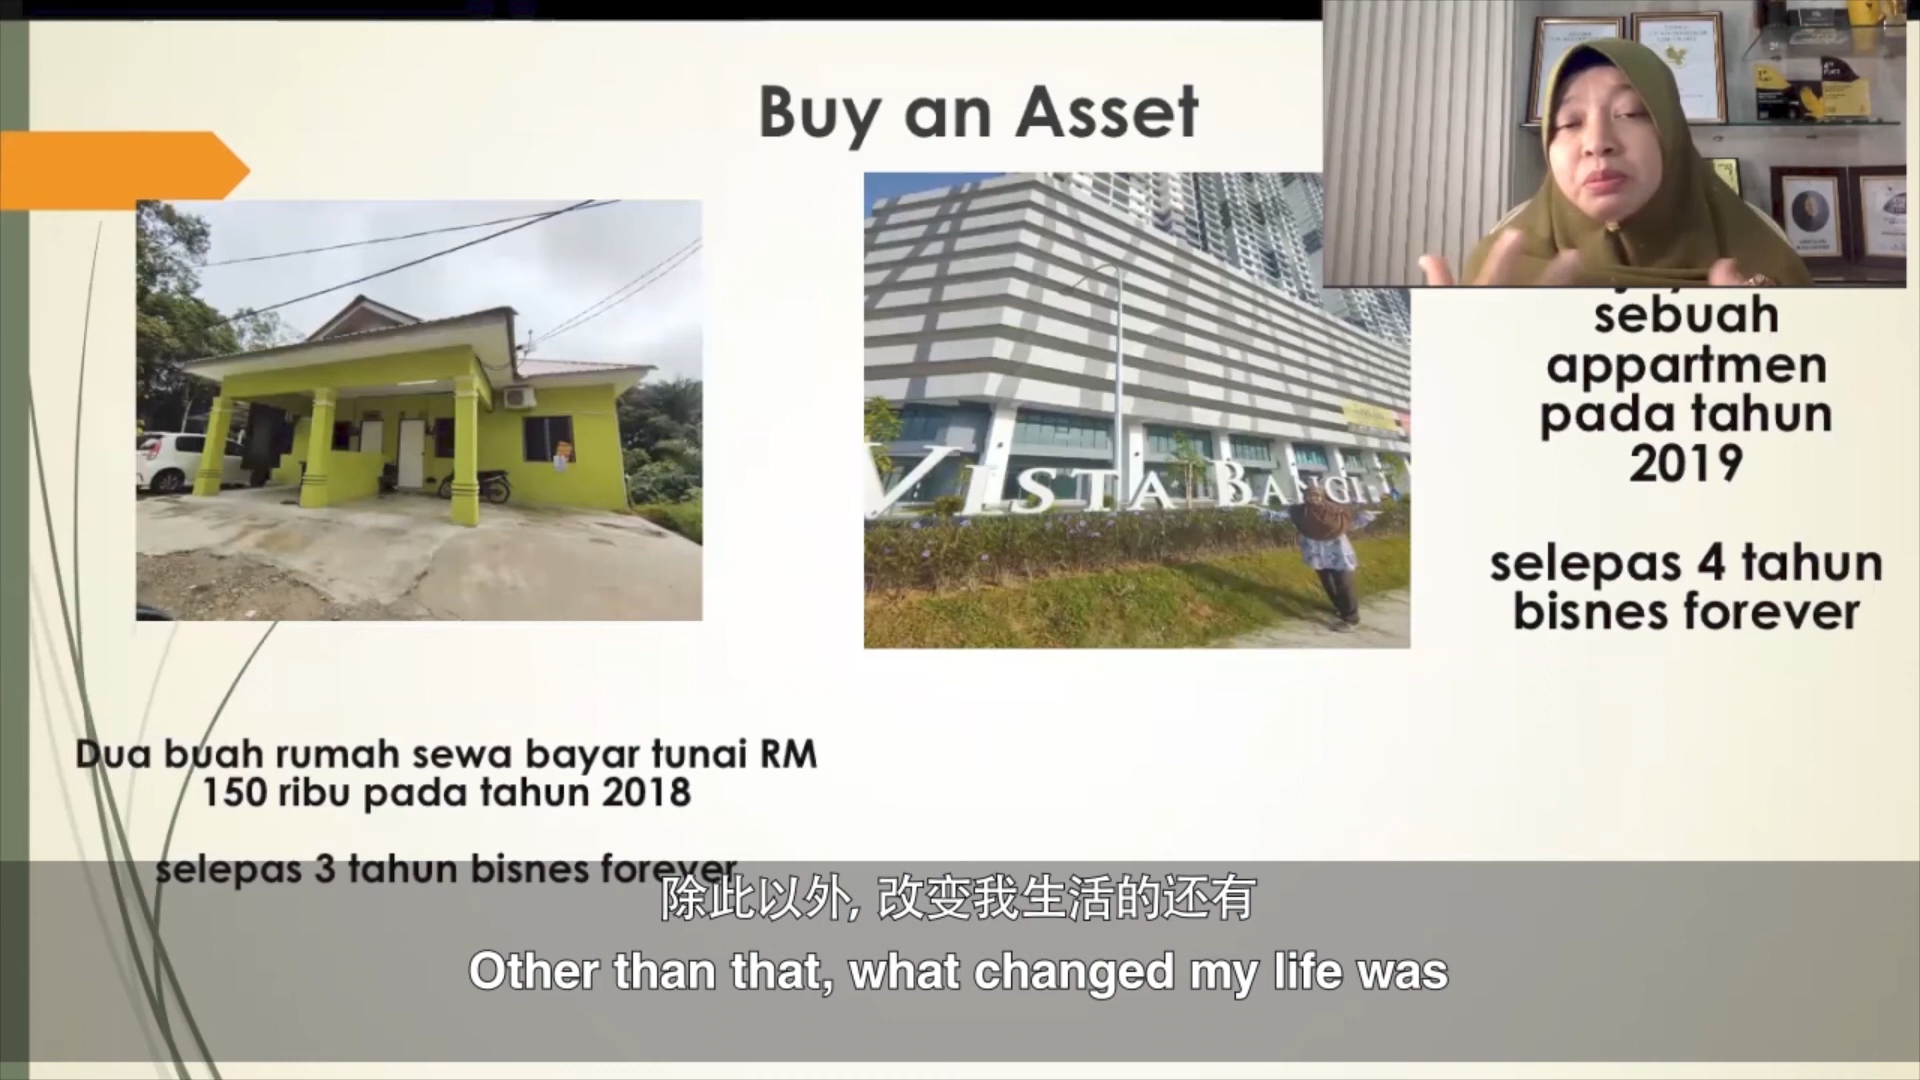 Buy an Asset
VISTA BANGI
sebuah
appartmen
pada tahun
2019
selepas 4 tahun
bisnes forever
Dua buah rumah sewa bayar tunai RM
150 ribu pada tahun 2018
selepas 3 tahun bisnes forever
除此以外, 改变我生活的还有
Other than that, what changed my life was